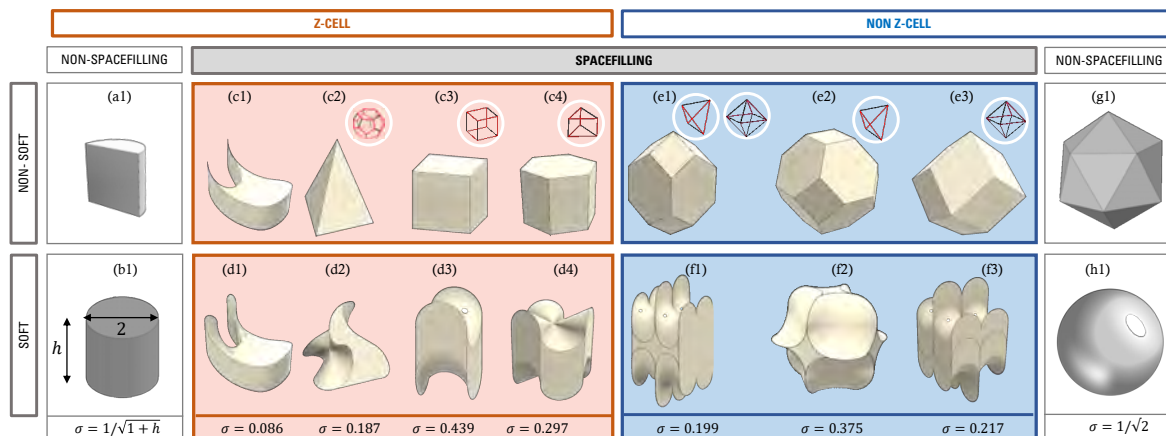 Z-CELL
NON Z-CELL
NON-SPACEFILLING
SPACEFILLING
NON-SPACEFILLING
NON- SOFT
(a1)
(c1)
(c2)
(c3)
(c4)
(e1)
(e2)
(e3)
(g1)
SOFT
(b1)
2
h
(d1)
(d2)
(d3)
(d4)
(f1)
(f2)
(f3)
(h1)
σ = 1/√1 + h
σ = 0.086
σ = 0.187
σ = 0.439
σ = 0.297
σ = 0.199
σ = 0.375
σ = 0.217
σ = 1/√2